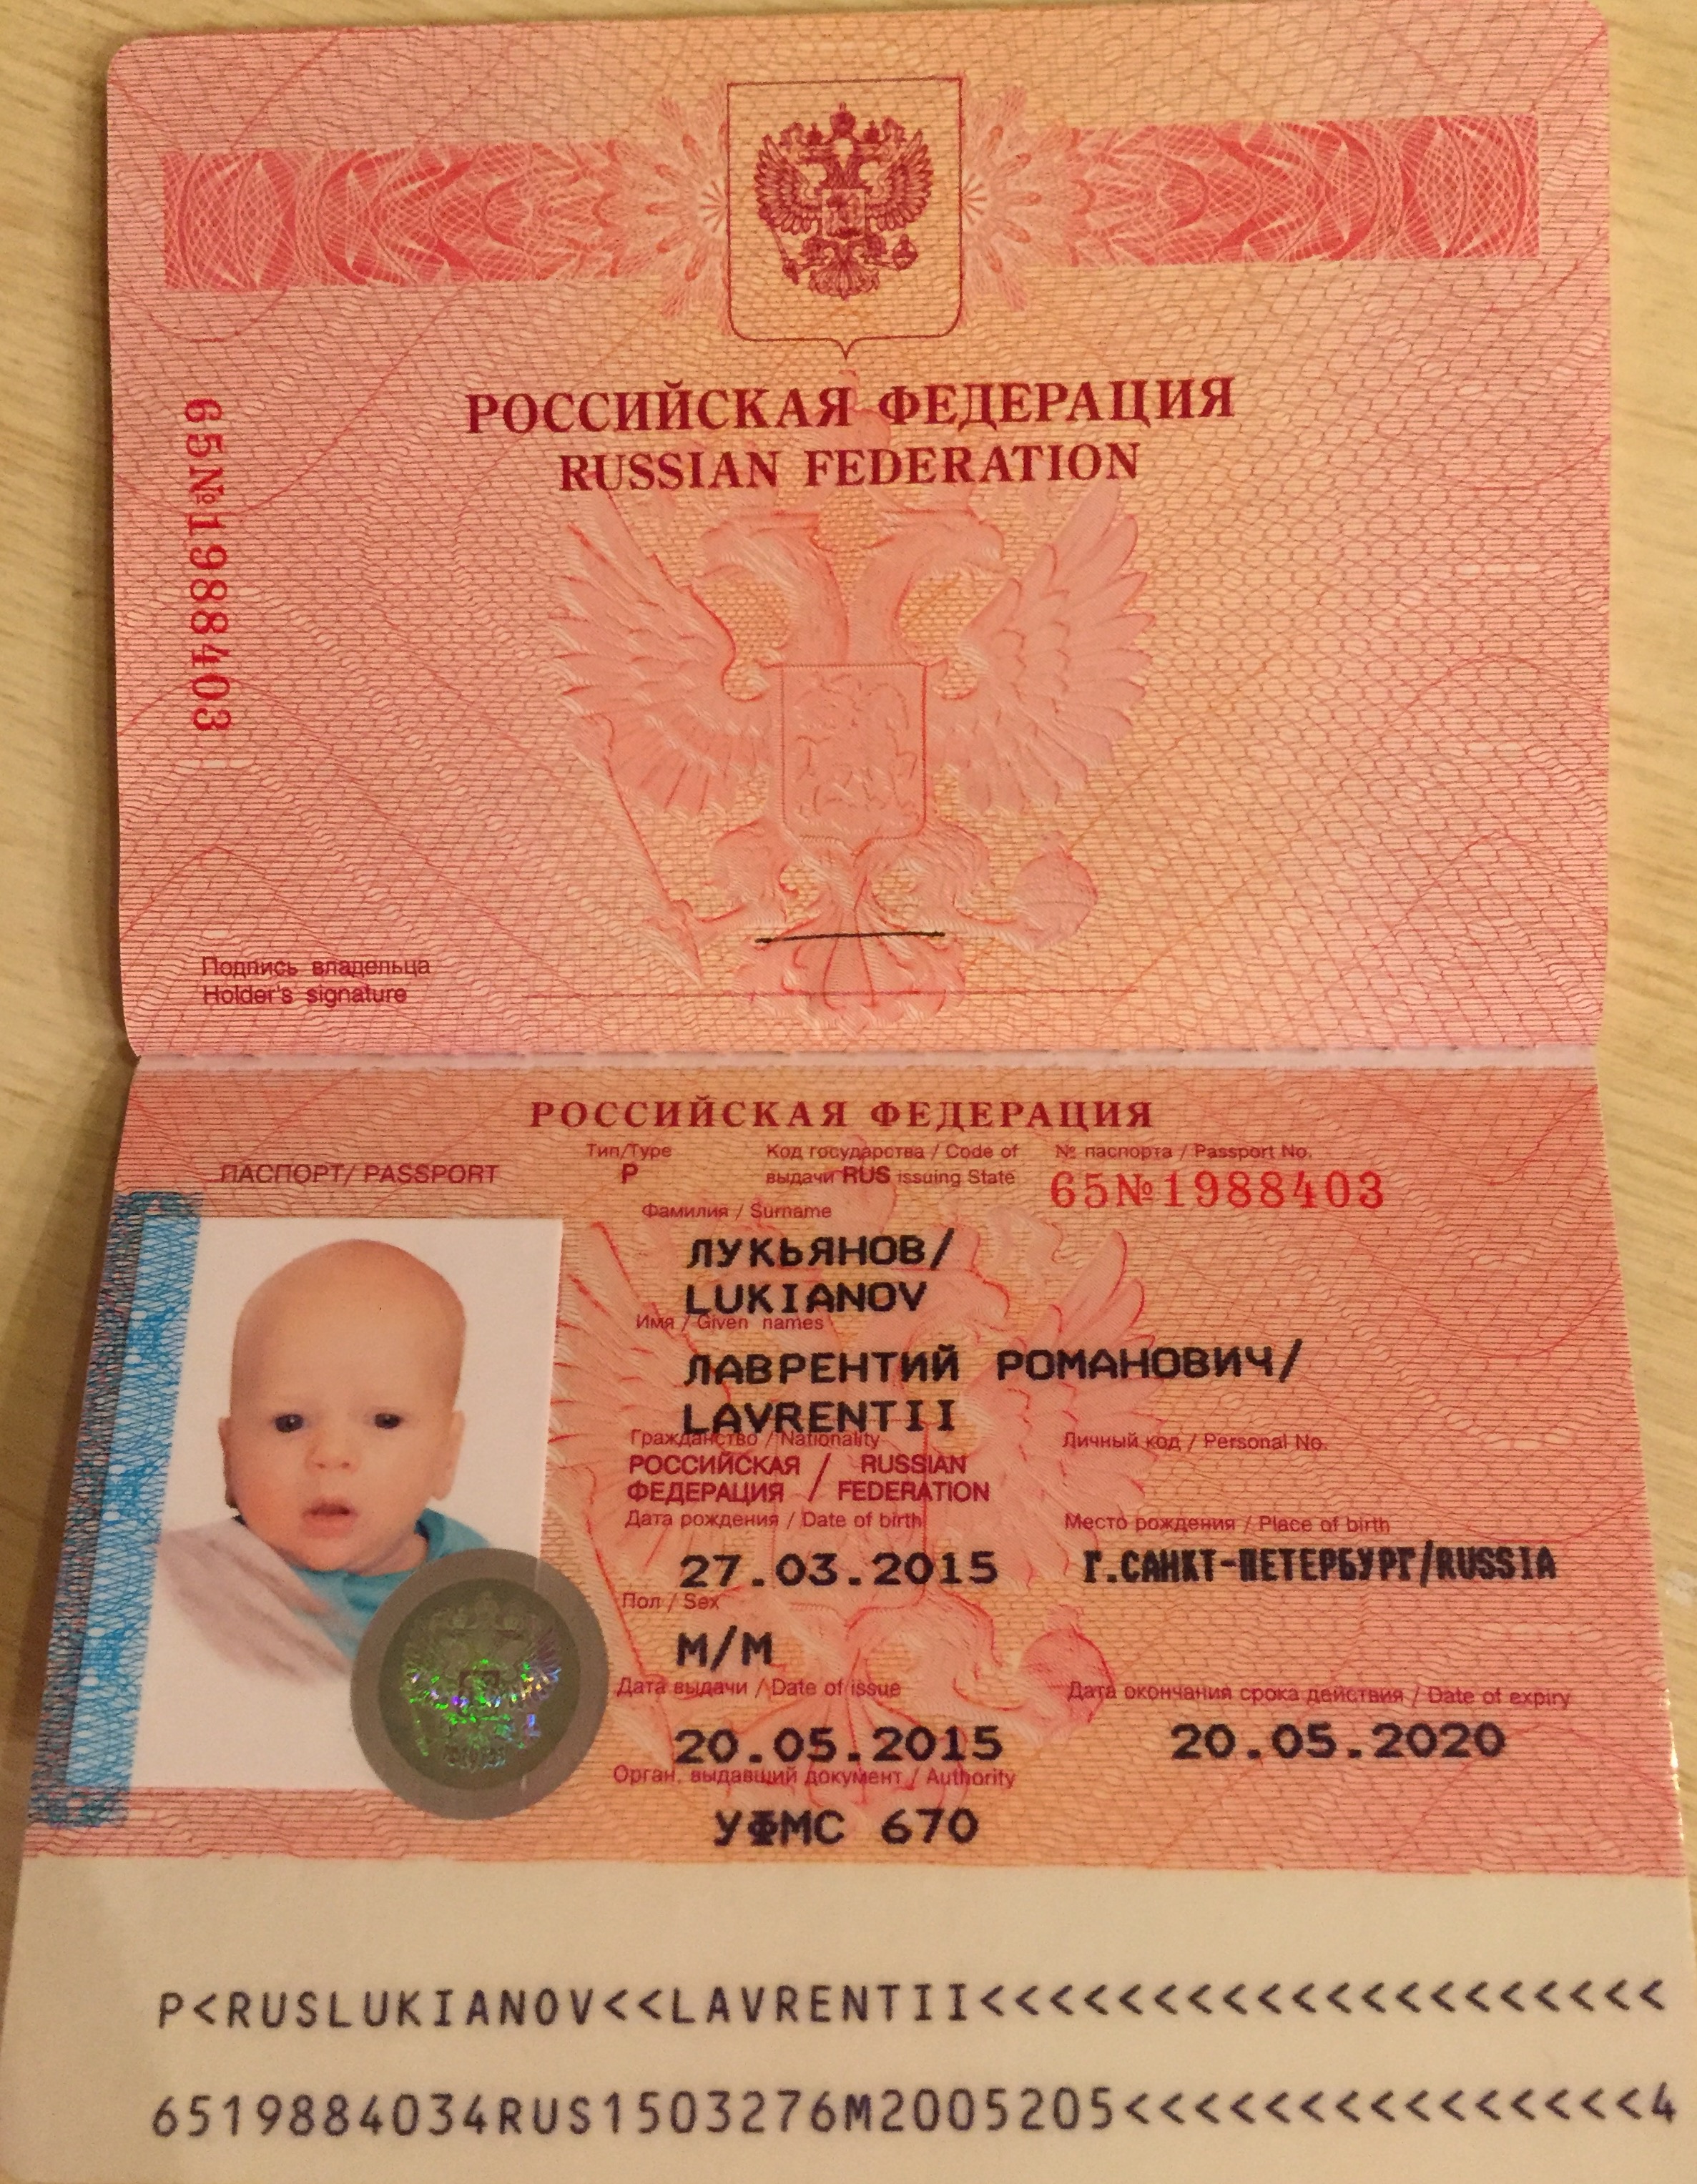 РОССИЙСКАЯ ФЕДЕРАЦИЯ
RUSSIAN FEDERATION
65№1988403
Подпись владельца
Holder's signature
РОССИЙСКАЯ ФЕДЕРАЦИЯ
ПАСПОРТ/ PASSPORT
Тип/Type
P
Код государства / Code of
выдачи RUS issuing State
№ паспорта / Passport No.
65№1988403
Фамилия / Surname
ЛУКЬЯНОВ/
LUKIANOV
Имя / Given names
ЛАВРЕНТИЙ РОМАНОВИЧ/
LAVRENTII
Гражданство / Nationality
Личный код / Personal No.
РОССИЙСКАЯ / RUSSIAN
ФЕДЕРАЦИЯ / FEDERATION
Дата рождения / Date of birth
Место рождения / Place of birth
27.03.2015
Г.САНКТ-ПЕТЕРБУРГ/RUSSIA
Пол / Sex
М/M
Дата выдачи / Date of issue
Дата окончания срока действия / Date of expiry
20.05.2015
20.05.2020
Орган, выдавший документ / Authority
УФМС 670
P<RUSLUKIANOV<<LAVRENTII<<<<<<<<<<<<<<<<<<<<
6519884034RUS1503276M2005205<<<<<<<<<<<<<<<4